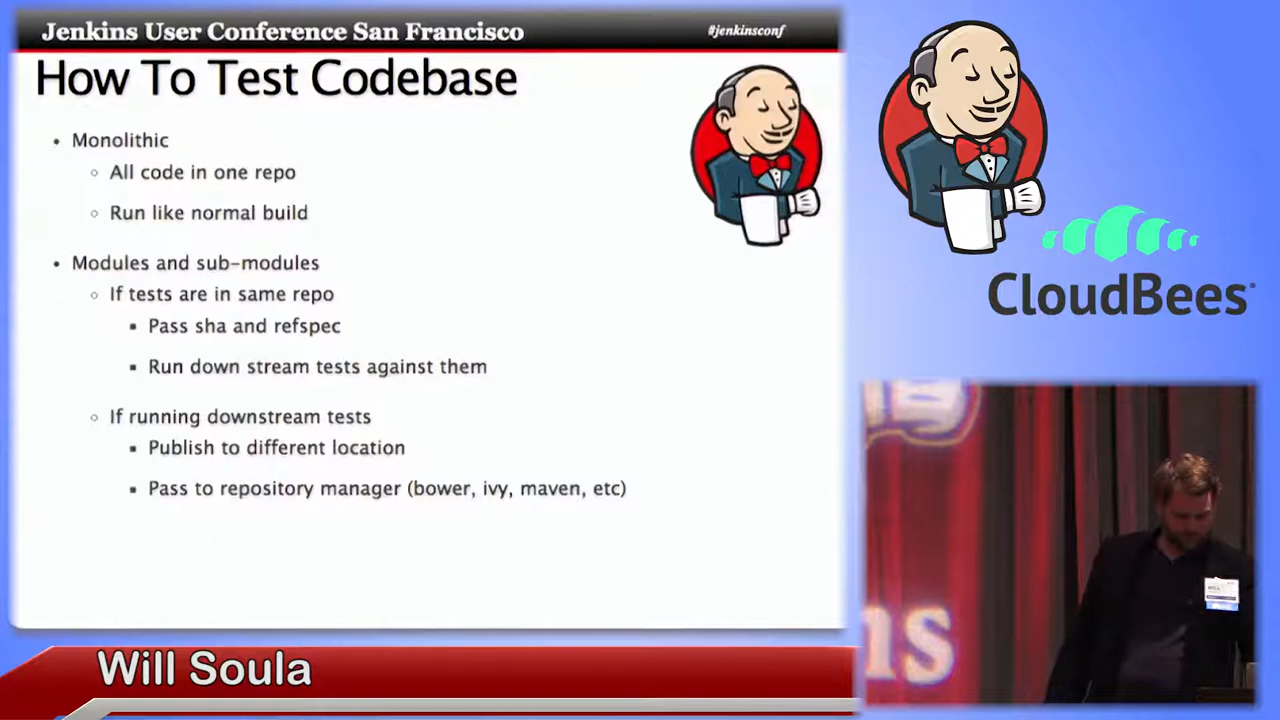 Jenkins User Conference San Francisco
#jenkinsconf
How To Test Codebase
• Monolithic
◦ All code in one repo
◦ Run like normal build
• Modules and sub-modules
◦ If tests are in same repo
▪ Pass sha and refspec
▪ Run down stream tests against them
◦ If running downstream tests
▪ Publish to different location
▪ Pass to repository manager (bower, ivy, maven, etc)
CloudBees
ns
WILL
Will Soula